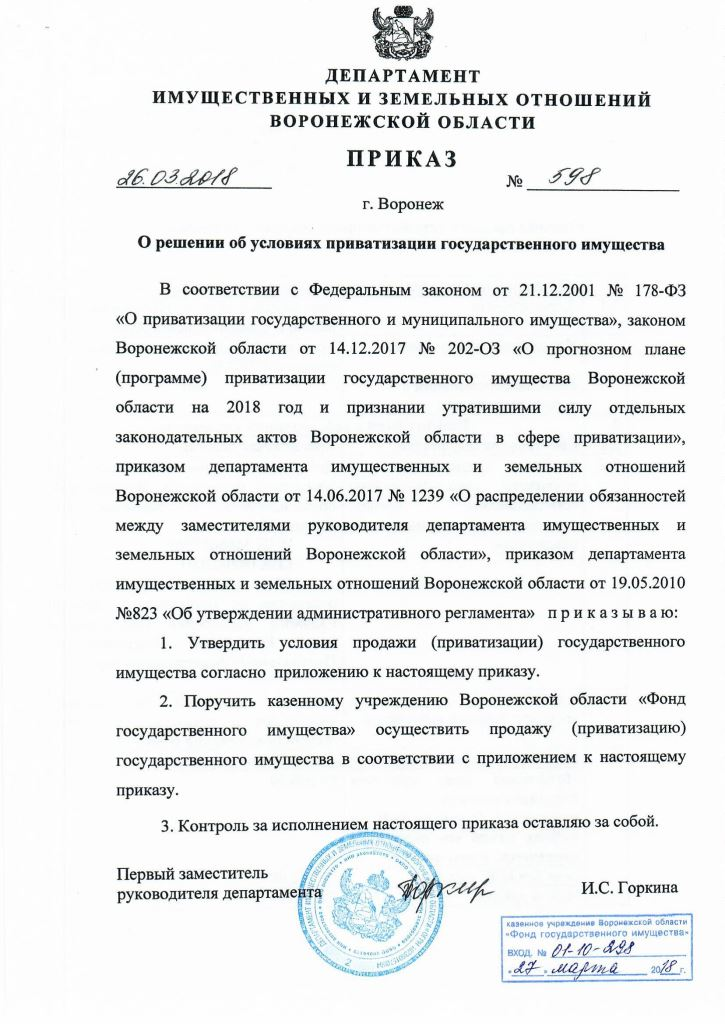 ДЕПАРТАМЕНТ
ИМУЩЕСТВЕННЫХ И ЗЕМЕЛЬНЫХ ОТНОШЕНИЙ
ВОРОНЕЖСКОЙ ОБЛАСТИ
ПРИКАЗ
26.03.2018 № 598
г. Воронеж
О решении об условиях приватизации государственного имущества
В соответствии с Федеральным законом от 21.12.2001 № 178-ФЗ
«О приватизации государственного и муниципального имущества», законом
Воронежской области от 14.12.2017 № 202-ОЗ «О прогнозном плане
(программе) приватизации государственного имущества Воронежской
области на 2018 год и признании утратившими силу отдельных
законодательных актов Воронежской области в сфере приватизации»,
приказом департамента имущественных и земельных отношений
Воронежской области от 14.06.2017 № 1239 «О распределении обязанностей
между заместителями руководителя департамента имущественных и
земельных отношений Воронежской области», приказом департамента
имущественных и земельных отношений Воронежской области от 19.05.2010
№823 «Об утверждении административного регламента» п р и к а з ы в а ю:
1. Утвердить условия продажи (приватизации) государственного
имущества согласно приложению к настоящему приказу.
2. Поручить казенному учреждению Воронежской области «Фонд
государственного имущества» осуществить продажу (приватизацию)
государственного имущества в соответствии с приложением к настоящему
приказу.
3. Контроль за исполнением настоящего приказа оставляю за собой.
Первый заместитель
руководителя департамента И.С. Горкина
казенное учреждение Воронежской области
«Фонд государственного имущества»
ВХОД. № 01-10-298
«27» марта 2018 г.